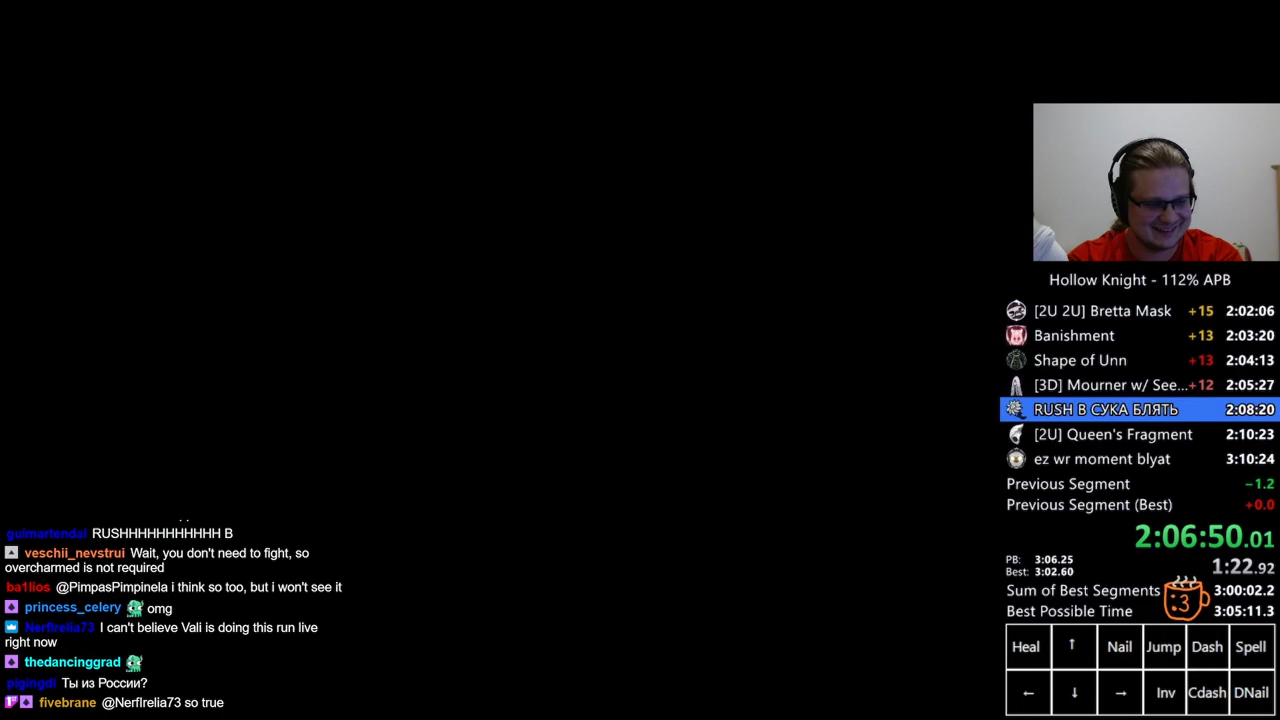 Hollow Knight - 112% APB
[2U 2U] Bretta Mask +15 2:02:06
Banishment +13 2:03:20
Shape of Unn +13 2:04:13
[3D] Mourner w/ See... +12 2:05:27
RUSH В СУКА БЛЯТЬ 2:08:20
[2U] Queen's Fragment 2:10:23
ez wr moment blyat 3:10:24
Previous Segment -1.2
Previous Segment (Best) +0.0
2:06:50.01
PB: 3:06.25
Best: 3:02.60
1:22.92
Sum of Best Segments 3:00:02.2
Best Possible Time 3:05:11.3
:3
Heal ↑ Nail Jump Dash Spell
← ↓ → Inv Cdash DNail
guimartendal RUSHHHHHHHHHHH B
veschii_nevstrui Wait, you don't need to fight, so
overcharmed is not required
ba1lios @PimpasPimpinela i think so too, but i won't see it
princess_celery omg
NerfIrelia73 I can't believe Vali is doing this run live
right now
thedancinggrad
pigingdi Ты из России?
fivebrane @NerfIrelia73 so true